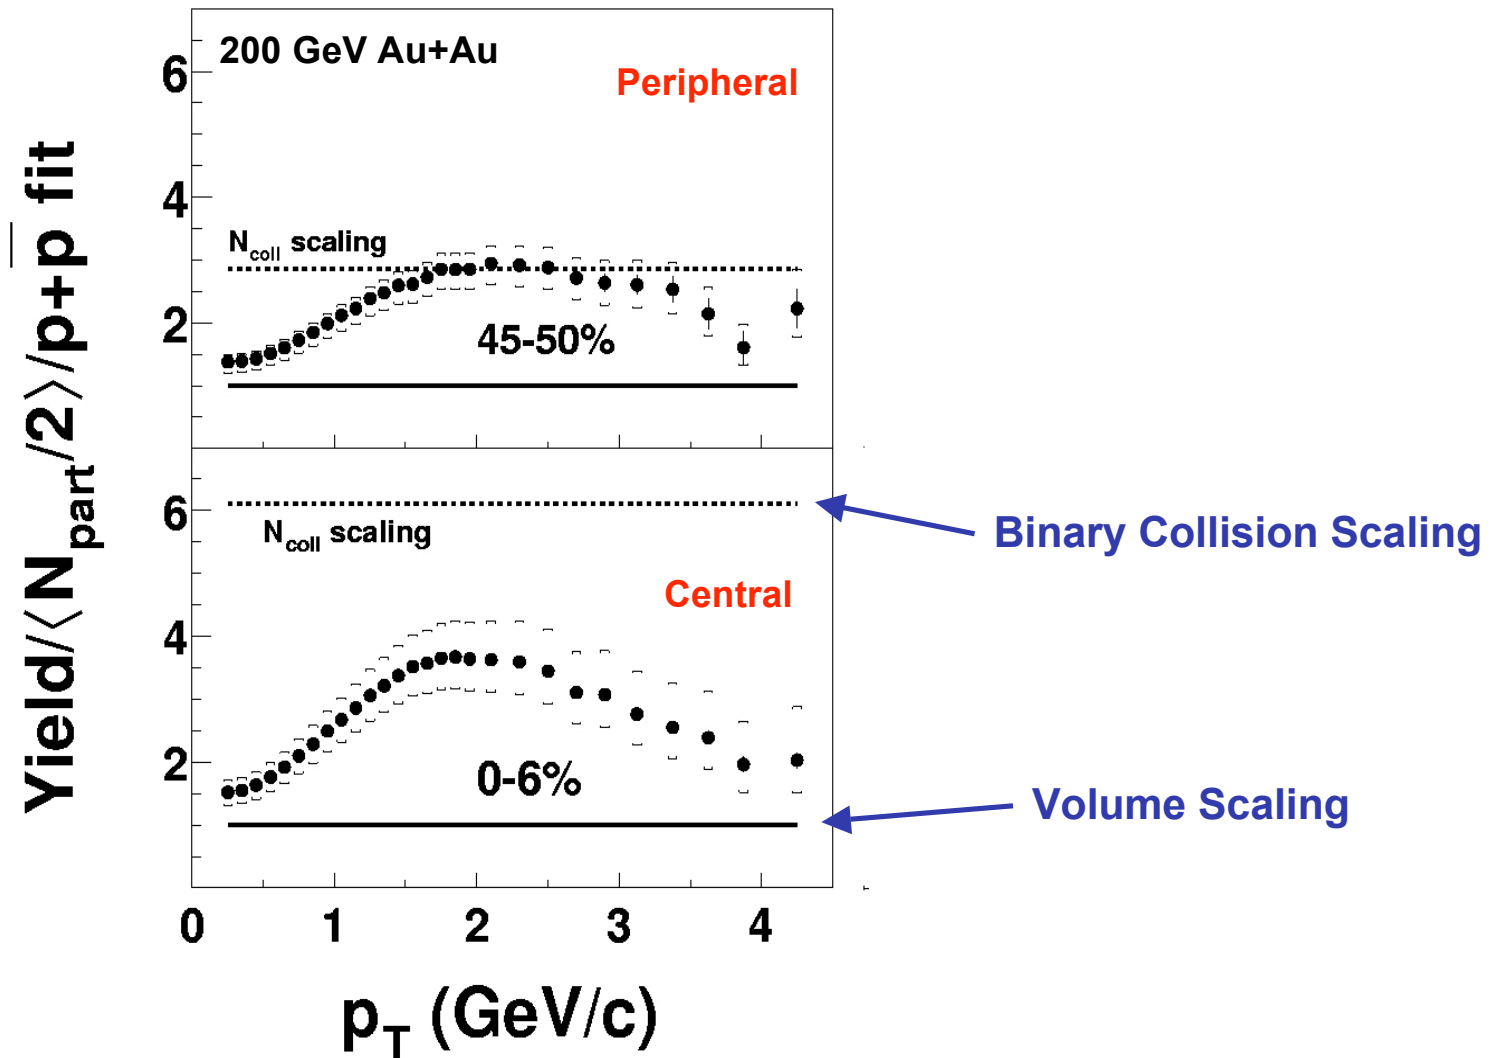 200 GeV Au+Au
Peripheral
6
4
2
N_coll scaling
45-50%
Yield/⟨N_part/2⟩/p+p̅ fit
6
4
2
N_coll scaling
Binary Collision Scaling
Central
0-6%
Volume Scaling
0 1 2 3 4
p_T (GeV/c)